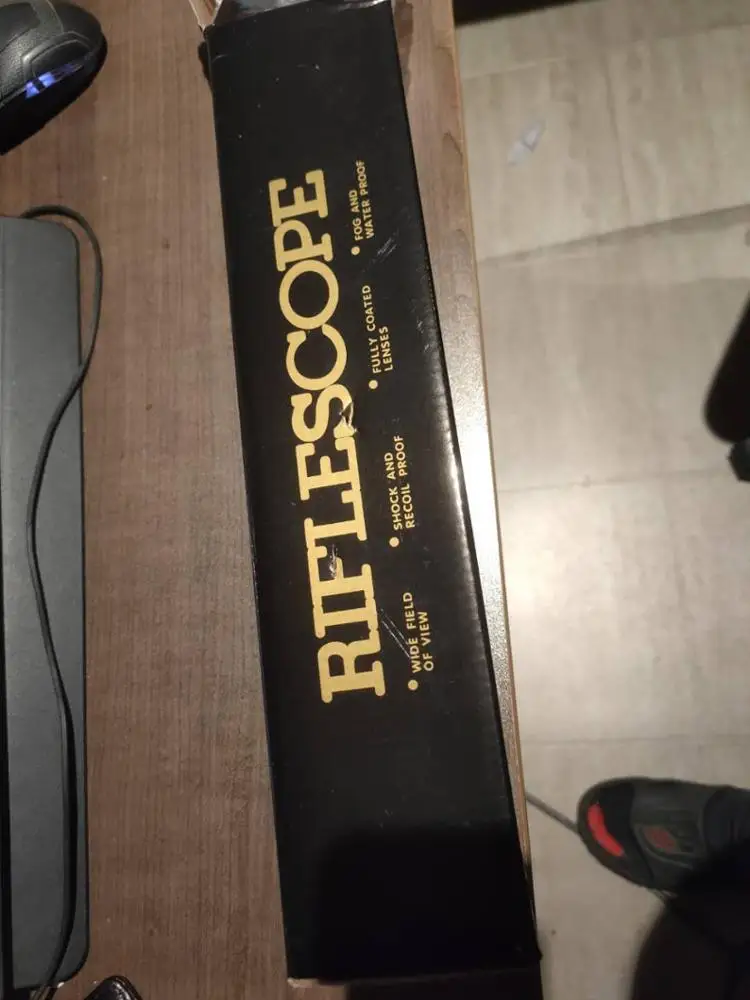 RIFLESCOPE
• WIDE FIELD
OF VIEW
• SHOCK AND
RECOIL PROOF
• FULLY COATED
LENSES
• FOG AND
WATER PROOF